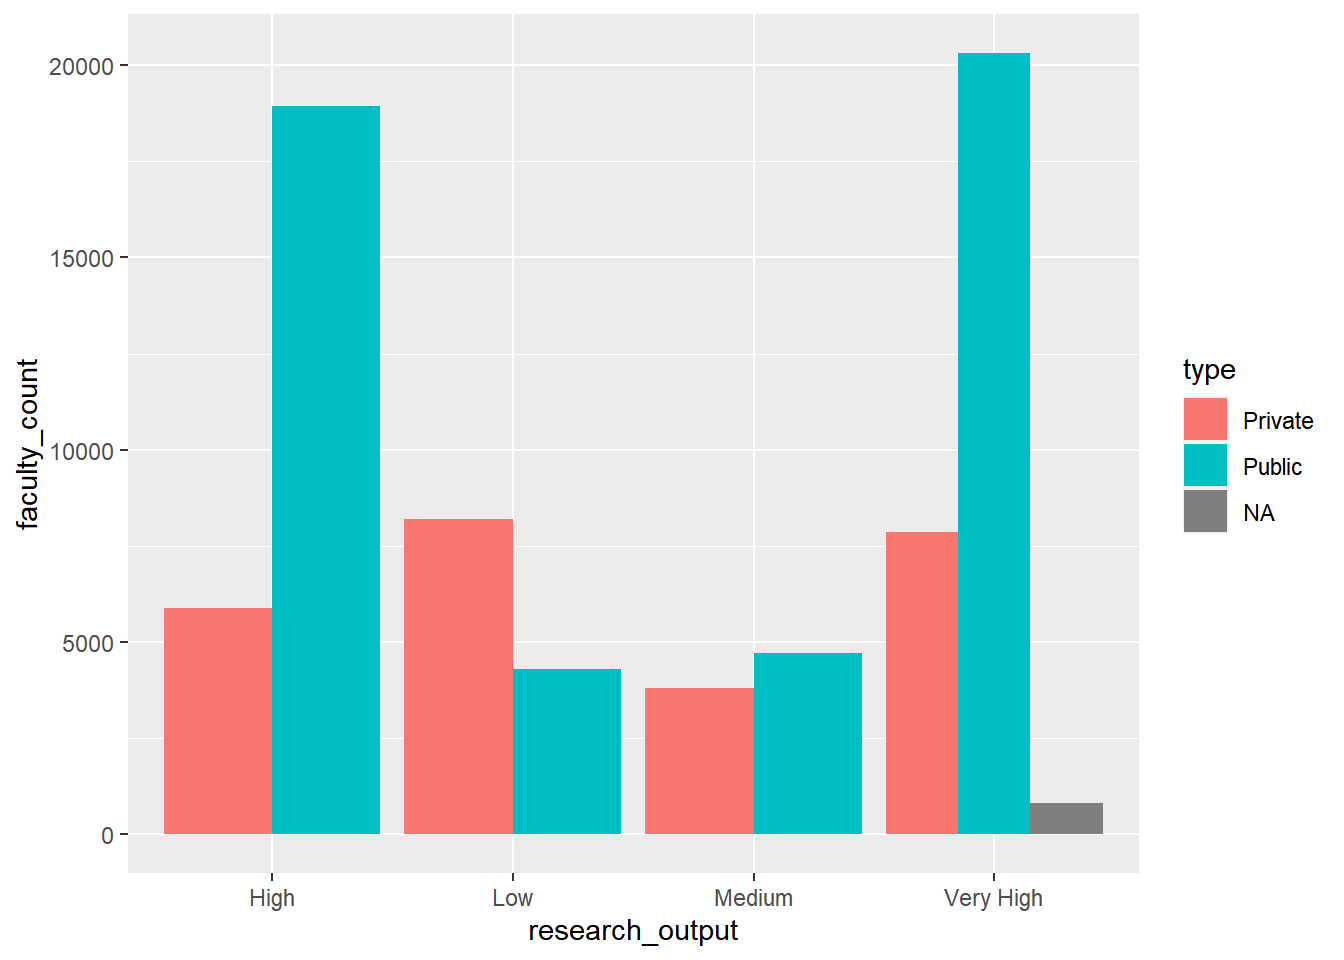 20000
15000
10000
5000
0
faculty_count
High Low Medium Very High
research_output
type
Private
Public
NA